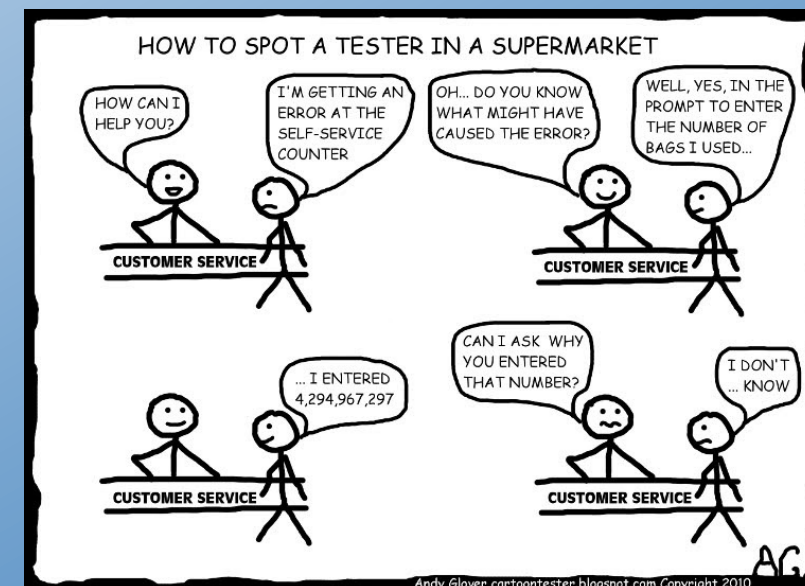 HOW TO SPOT A TESTER IN A SUPERMARKET
HOW CAN I
HELP YOU?
I'M GETTING AN
ERROR AT THE
SELF-SERVICE
COUNTER
CUSTOMER SERVICE
OH... DO YOU KNOW
WHAT MIGHT HAVE
CAUSED THE ERROR?
WELL, YES, IN THE
PROMPT TO ENTER
THE NUMBER OF
BAGS I USED...
CUSTOMER SERVICE
... I ENTERED
4,294,967,297
CUSTOMER SERVICE
CAN I ASK WHY
YOU ENTERED
THAT NUMBER?
I DON'T
... KNOW
CUSTOMER SERVICE
AG
Andy Glover cartoontester.blogspot.com Copyright 2010